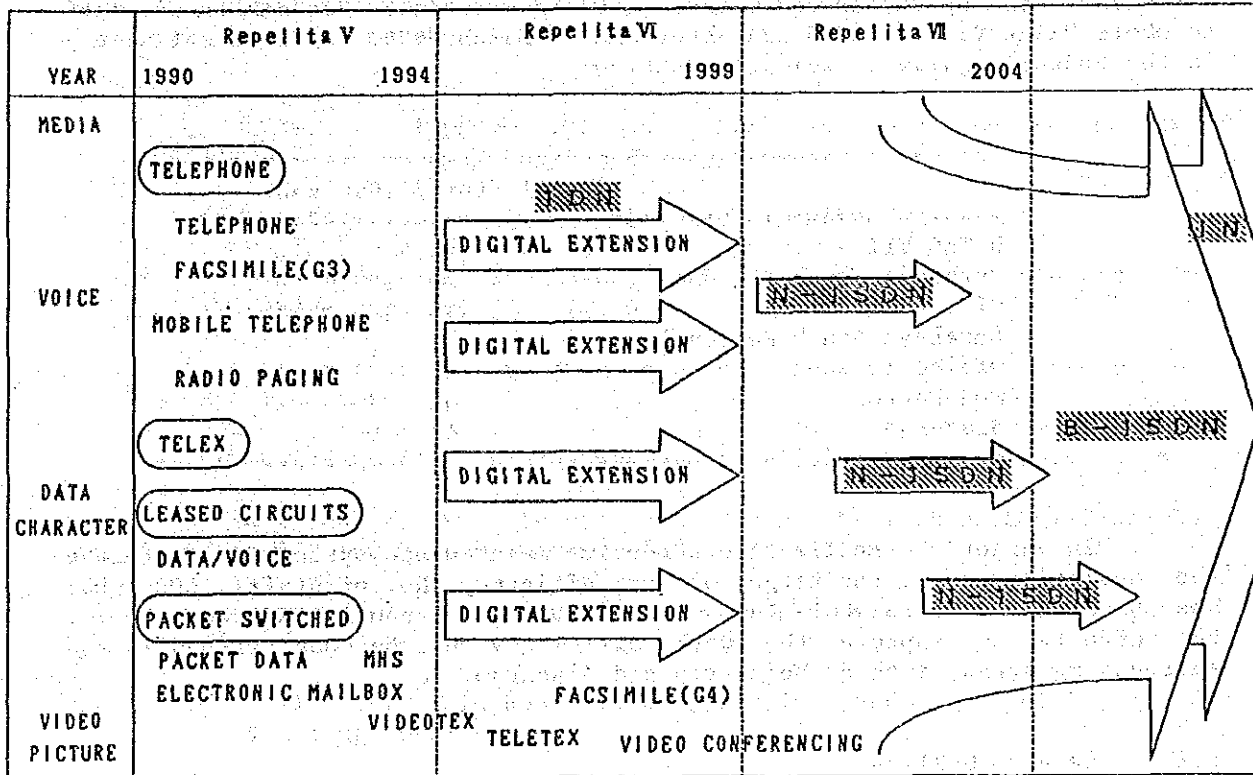 Repelita V Repelita VI Repelita VII
YEAR 1990 1994 1999 2004
MEDIA
TELEPHONE
IDN
TELEPHONE
DIGITAL EXTENSION
IN
FACSIMILE(G3)
VOICE
N-ISDN
MOBILE TELEPHONE
DIGITAL EXTENSION
RADIO PAGING
TELEX
B-ISDN
DIGITAL EXTENSION
N-ISDN
DATA
CHARACTER
LEASED CIRCUITS
DATA/VOICE
N-ISDN
PACKET SWITCHED
DIGITAL EXTENSION
PACKET DATA MHS
ELECTRONIC MAILBOX
FACSIMILE(G4)
VIDEO
PICTURE
VIDEOTEX
TELETEX
VIDEO CONFERENCING